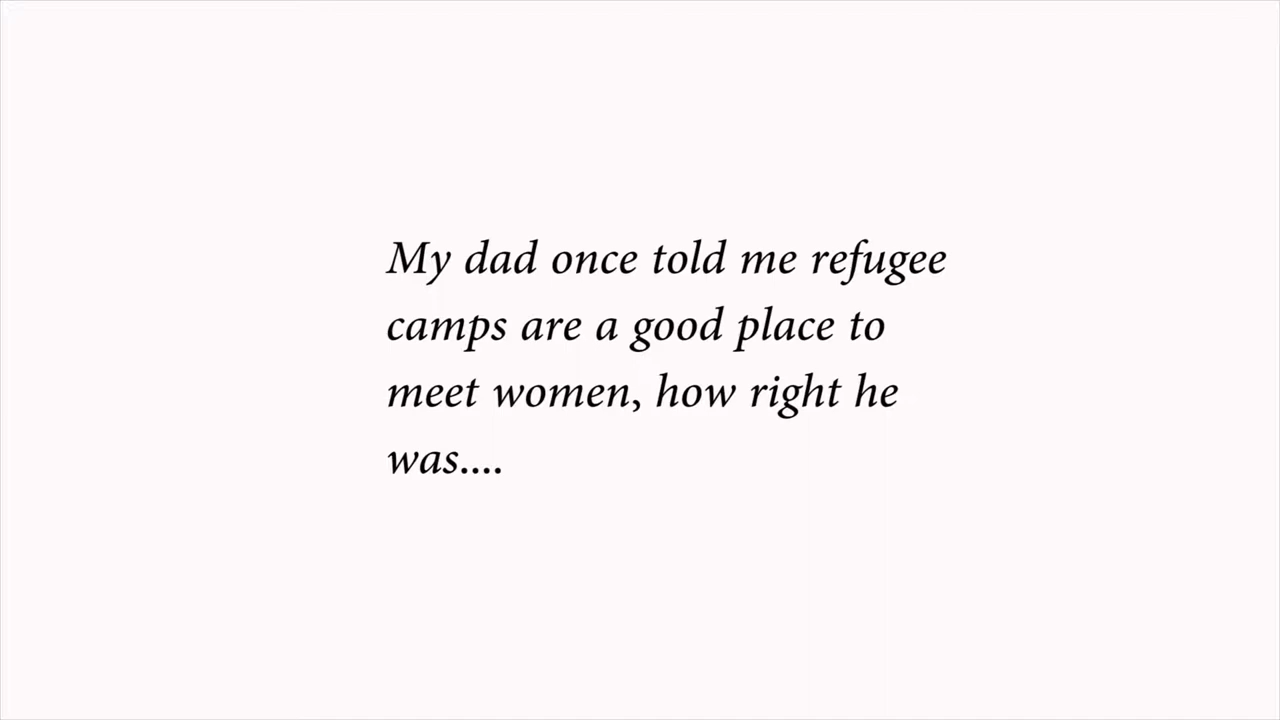 My dad once told me refugee
camps are a good place to
meet women, how right he
was....